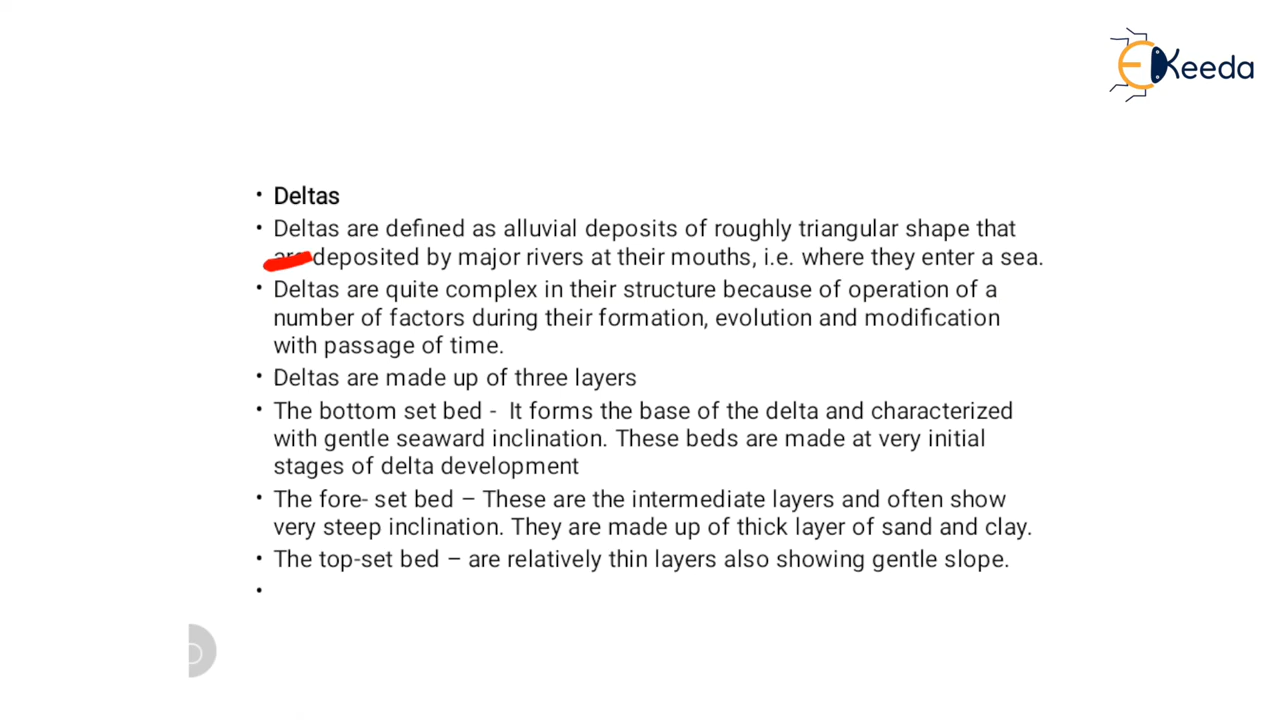 EKeeda
• Deltas
• Deltas are defined as alluvial deposits of roughly triangular shape that
are deposited by major rivers at their mouths, i.e. where they enter a sea.
• Deltas are quite complex in their structure because of operation of a
number of factors during their formation, evolution and modification
with passage of time.
• Deltas are made up of three layers
• The bottom set bed - It forms the base of the delta and characterized
with gentle seaward inclination. These beds are made at very initial
stages of delta development
• The fore- set bed – These are the intermediate layers and often show
very steep inclination. They are made up of thick layer of sand and clay.
• The top-set bed – are relatively thin layers also showing gentle slope.
•